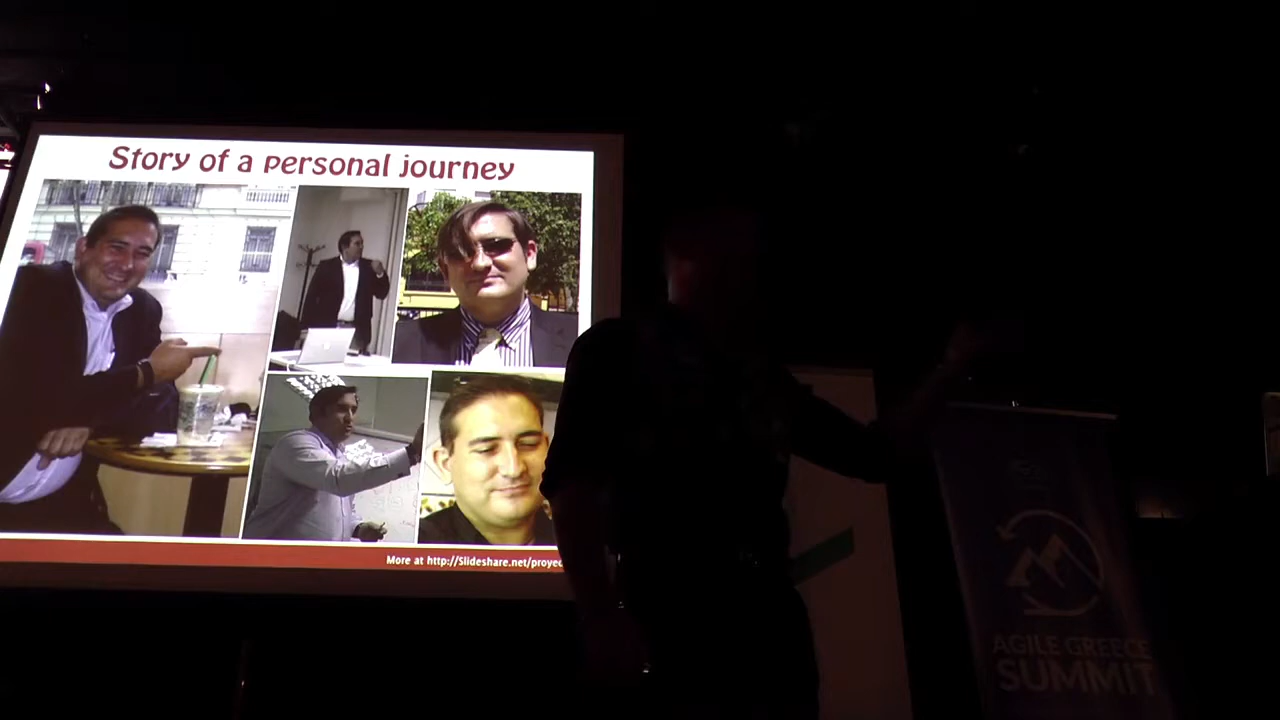 Story of a personal journey
More at http://Slideshare.net/proyec
AGILE GREECE
SUMMIT